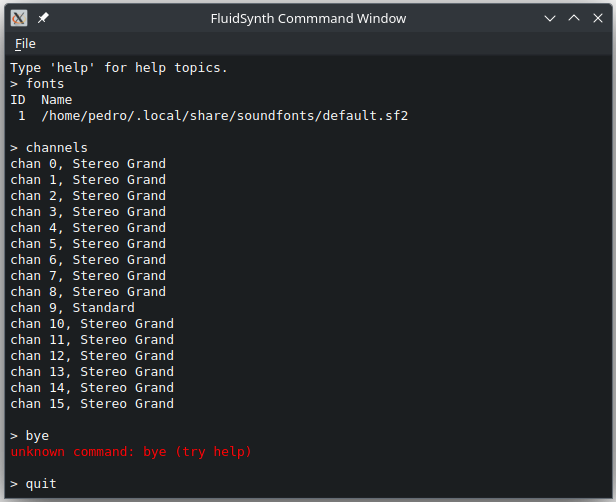 FluidSynth Commmand Window
File
Type 'help' for help topics.
> fonts
ID  Name
 1  /home/pedro/.local/share/soundfonts/default.sf2
> channels
chan 0, Stereo Grand
chan 1, Stereo Grand
chan 2, Stereo Grand
chan 3, Stereo Grand
chan 4, Stereo Grand
chan 5, Stereo Grand
chan 6, Stereo Grand
chan 7, Stereo Grand
chan 8, Stereo Grand
chan 9, Standard
chan 10, Stereo Grand
chan 11, Stereo Grand
chan 12, Stereo Grand
chan 13, Stereo Grand
chan 14, Stereo Grand
chan 15, Stereo Grand
> bye
unknown command: bye (try help)
> quit